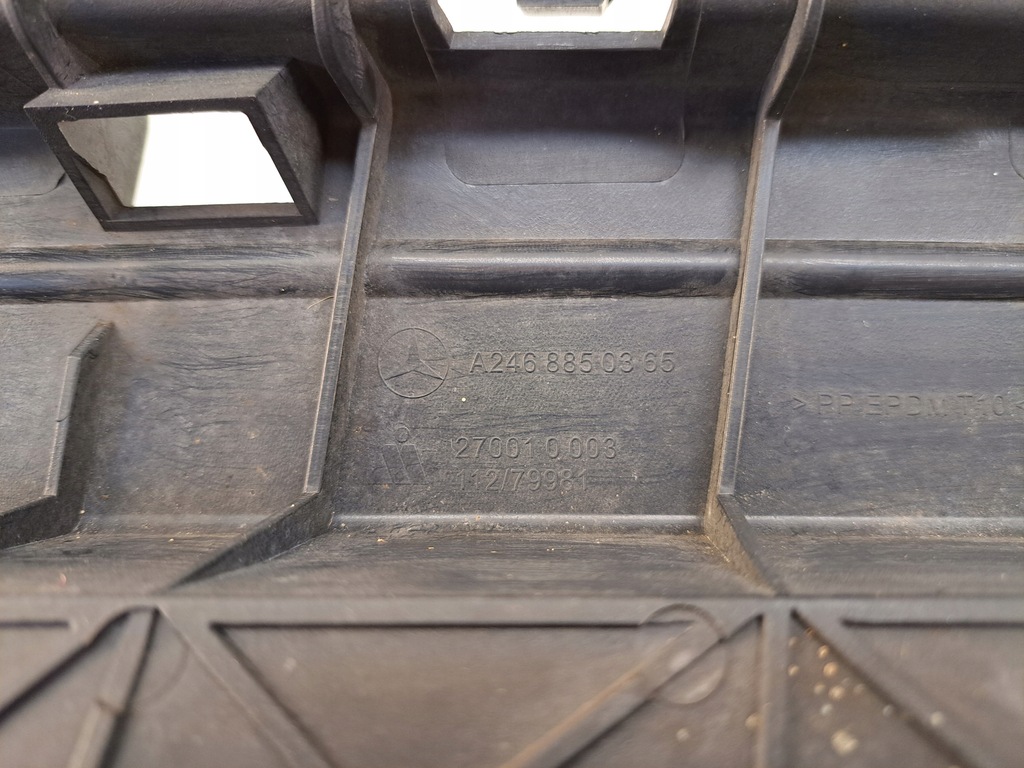 A246 885 03 65
>PP EPDM T10<
27001 0 003
112/79981